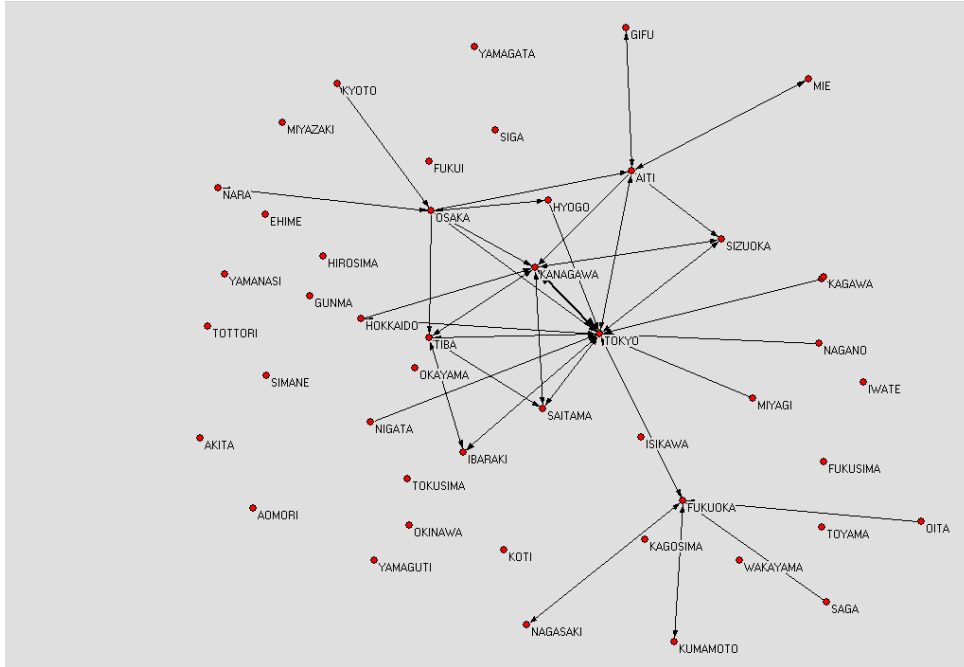 GIFU
YAMAGATA
MIE
KYOTO
MIYAZAKI
SIGA
FUKUI
AITI
NARA
HYOGO
EHIME
OSAKA
SIZUOKA
HIROSIMA
KANAGAWA
YAMANASI
KAGAWA
GUNMA
HOKKAIDO
TOTTORI
TIBA
TOKYO
NAGANO
OKAYAMA
SIMANE
IWATE
MIYAGI
SAITAMA
NIGATA
AKITA
ISIKAWA
IBARAKI
FUKUSIMA
TOKUSIMA
FUKUOKA
AOMORI
OITA
OKINAWA
TOYAMA
KAGOSIMA
KOTI
YAMAGUTI
WAKAYAMA
SAGA
NAGASAKI
KUMAMOTO